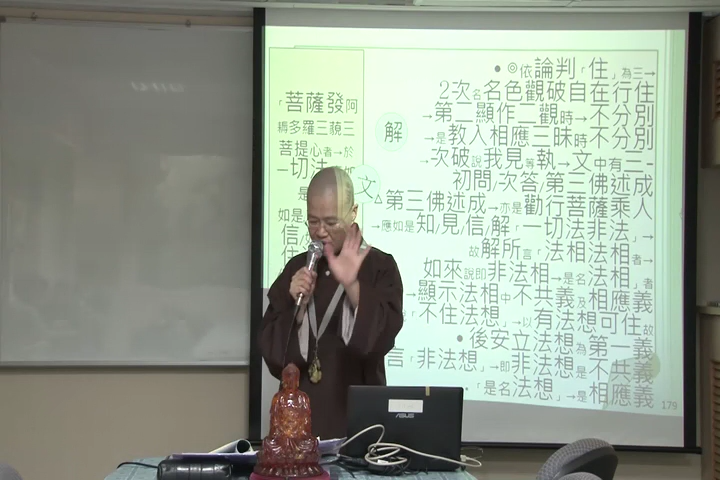 • ◎依論判「住」為三→
2次名名色觀破自在行住
→第二顯作二觀時→不分別
→是教入相應三昧時不分別
→次破說我見等執→文中有三-
初問/次答/第三佛述成
△第三佛述成→亦是勸行菩薩乘人
→應如是知/見/信/解「一切法非法」→
故解所言「法相法相者→
如來說即非法相→是名法相」者
→顯示法相中不共義及相應義
「不住法想」→以有法想可住故
•後安立法想為第一義
言「非法想」→即非法想是不共義
•「是名法想」→是相應義
解
文
「菩薩發阿
耨多羅三藐三
菩提心者→於
一切法
如是
信
住
179
ASUS